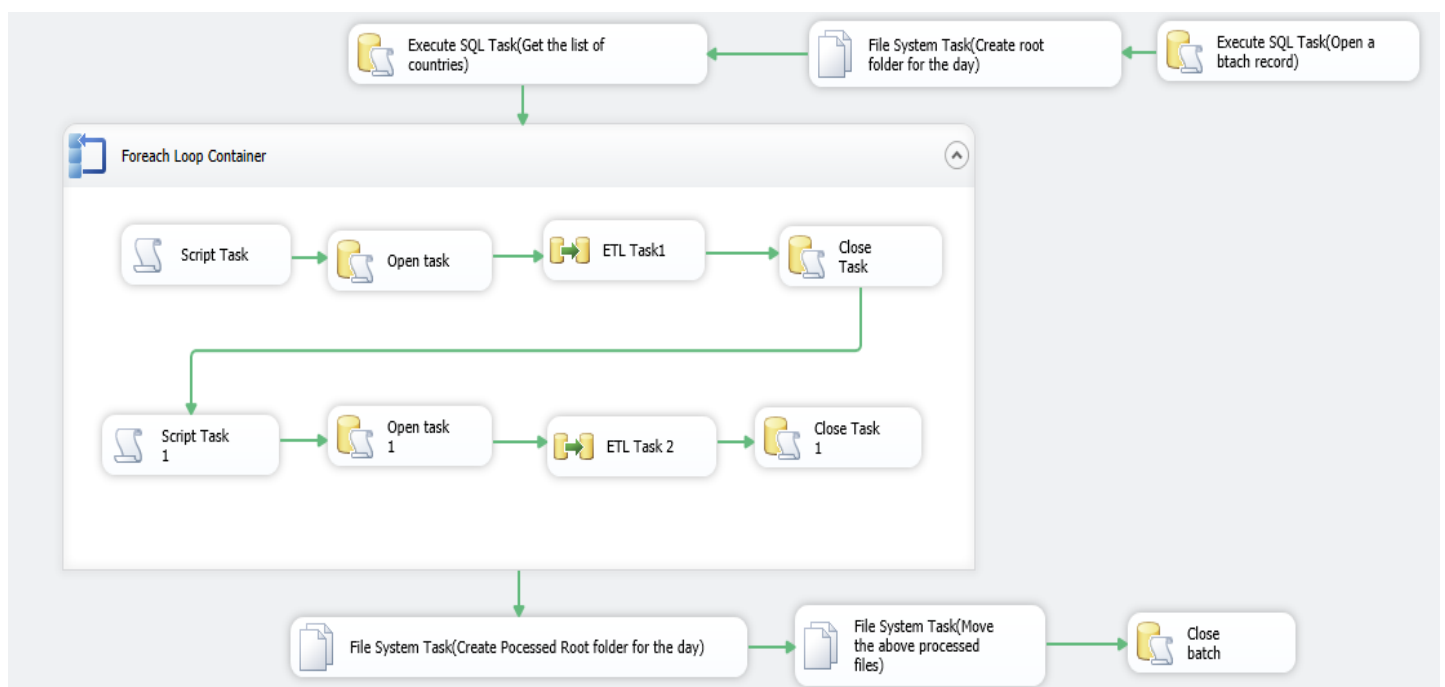 Execute SQL Task(Get the list of
countries)
File System Task(Create root
folder for the day)
Execute SQL Task(Open a
btach record)
Foreach Loop Container
Script Task
Open task
ETL Task1
Close
Task
Script Task
1
Open task
1
ETL Task 2
Close Task
1
File System Task(Create Pocessed Root folder for the day)
File System Task(Move
the above processed
files)
Close
batch